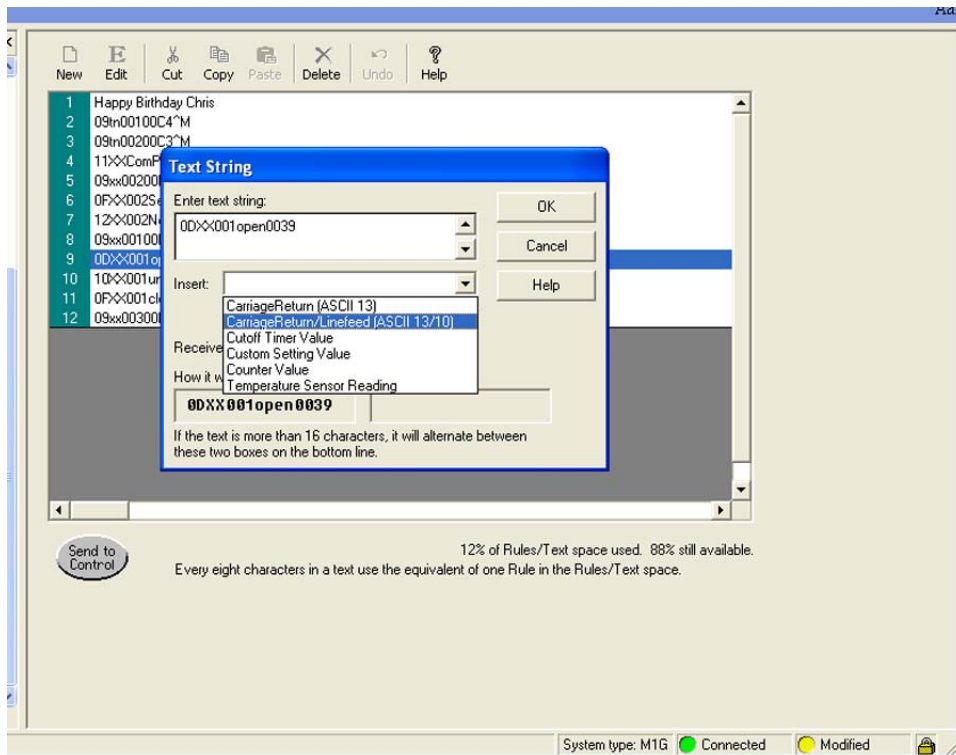 Aa
New Edit Cut Copy Paste Delete Undo Help
1 Happy Birthday Chris
2 09tn00100C4^M
3 09tn00200C3^M
4 11XXComP
5 09xx00200
6 0FXX002Se
7 12XX002N
8 09xx00100
9 0DXX001op
10 10XX001un
11 0FXX001clo
12 09xx00300
Text String
Enter text string:
0DXX001open0039
OK
Cancel
Help
Insert:
CarriageReturn (ASCII 13)
CarriageReturn/Linefeed (ASCII 13/10)
Cutoff Timer Value
Custom Setting Value
Counter Value
Temperature Sensor Reading
Receive
How it w
0DXX001open0039
If the text is more than 16 characters, it will alternate between
these two boxes on the bottom line.
Send to
Control
12% of Rules/Text space used. 88% still available.
Every eight characters in a text use the equivalent of one Rule in the Rules/Text space.
System type: M1G Connected Modified